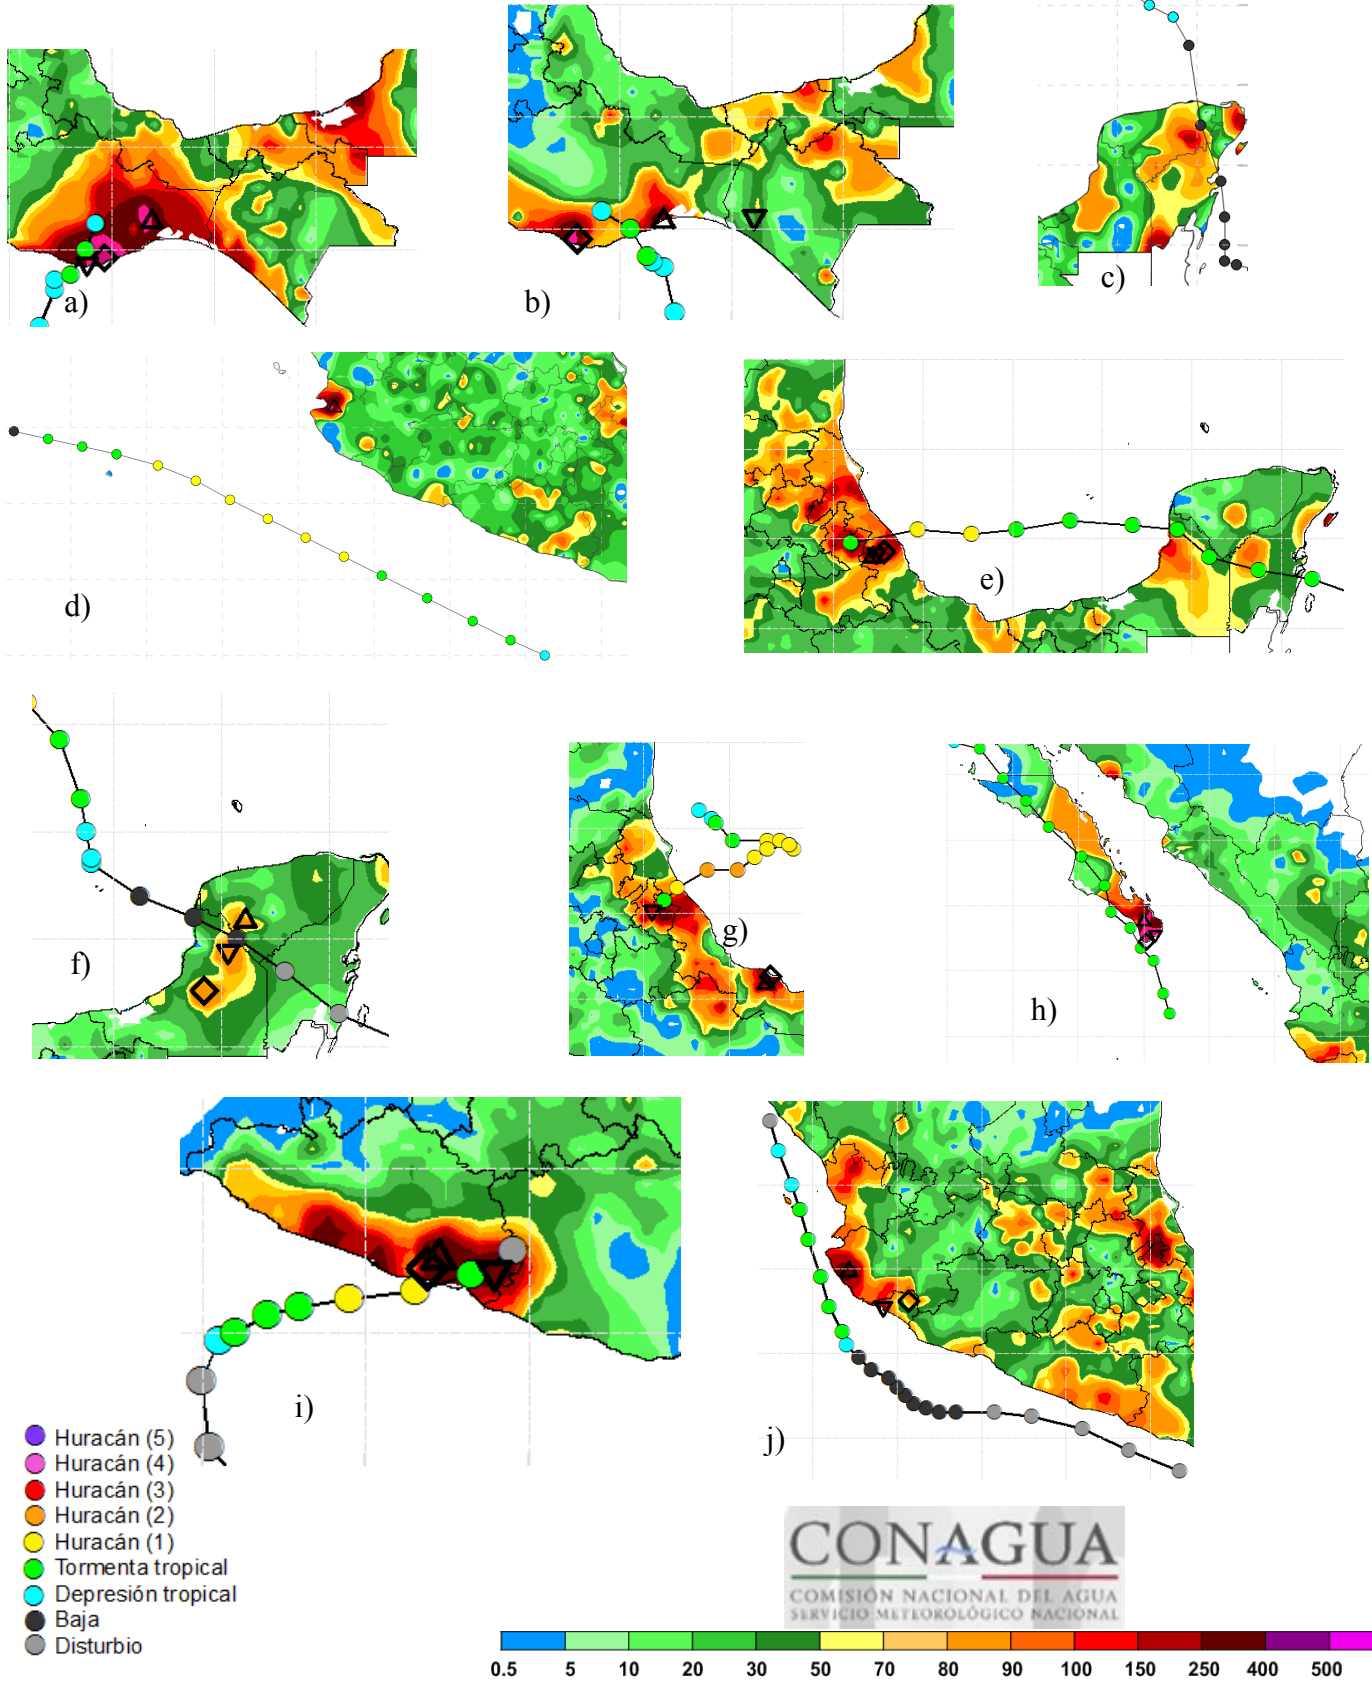 a)
b)
c)
d)
e)
f)
g)
h)
i)
j)
Huracán (5)
Huracán (4)
Huracán (3)
Huracán (2)
Huracán (1)
Tormenta tropical
Depresión tropical
Baja
Disturbio
CONAGUA
COMISIÓN NACIONAL DEL AGUA
SERVICIO METEOROLÓGICO NACIONAL
0.5 5 10 20 30 50 70 80 90 100 150 250 400 500